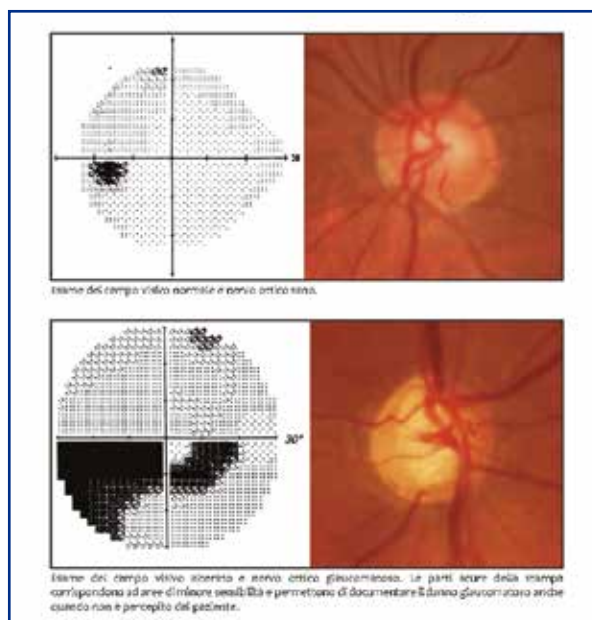 30
Esame del campo visivo normale e nervo ottico sano.
30°
Esame del campo visivo alterato e nervo ottico glaucomatoso. Le parti scure della stampa
corrispondono ad aree di minore sensibilità e permettono di documentare il danno glaucomatoso anche
quando non è percepito dal paziente.